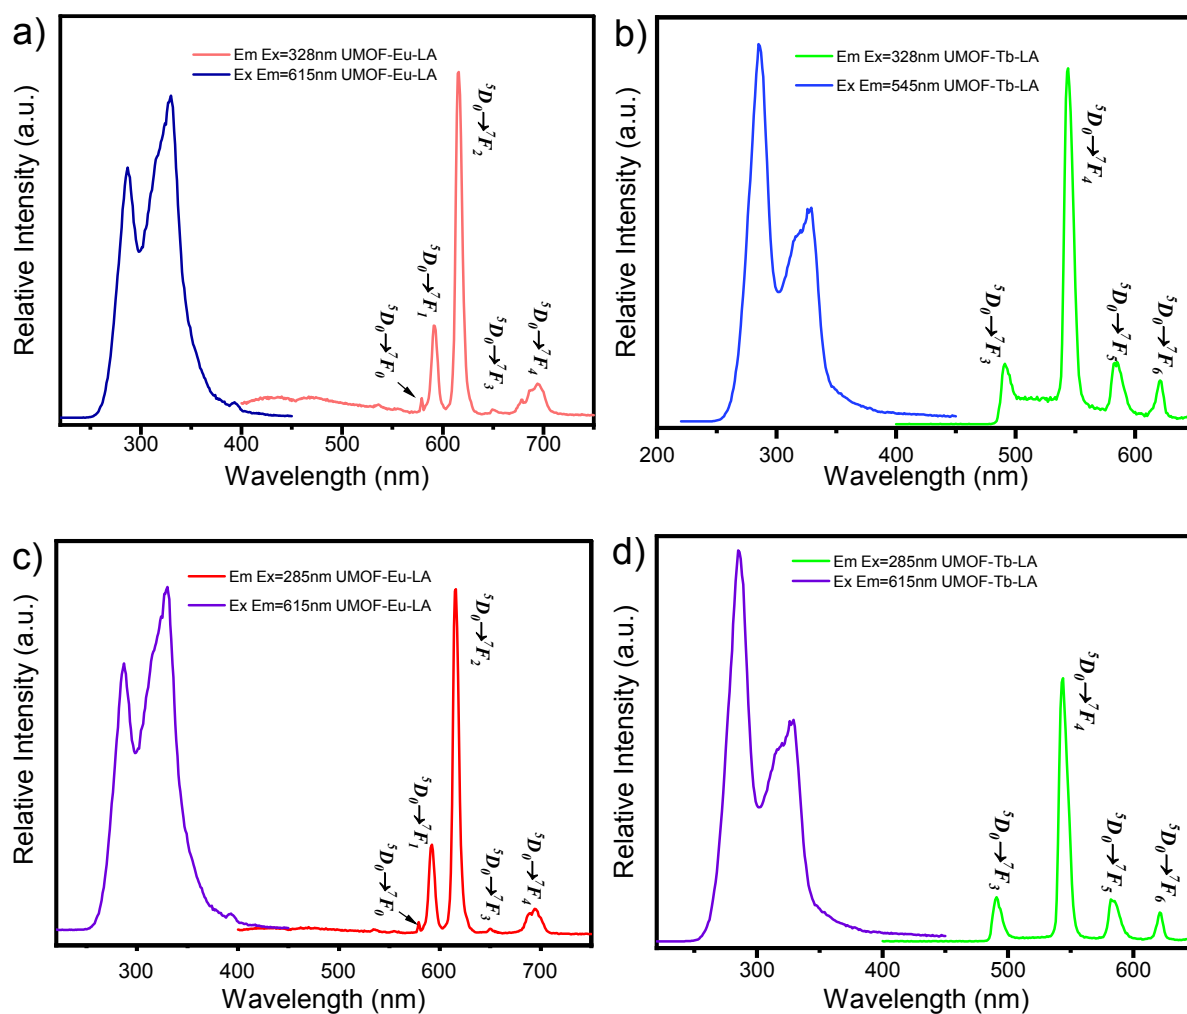 a)
Em Ex=328nm UMOF-Eu-LA
Ex Em=615nm UMOF-Eu-LA
⁵D₀→⁷F₀
⁵D₀→⁷F₁
⁵D₀→⁷F₂
⁵D₀→⁷F₃
⁵D₀→⁷F₄
Relative Intensity (a.u.)
300 400 500 600 700
Wavelength (nm)
b)
Em Ex=328nm UMOF-Tb-LA
Ex Em=545nm UMOF-Tb-LA
⁵D₀→⁷F₃
⁵D₀→⁷F₄
⁵D₀→⁷F₅
⁵D₀→⁷F₆
Relative Intensity (a.u.)
200 300 400 500 600
Wavelength (nm)
c)
Em Ex=285nm UMOF-Eu-LA
Ex Em=615nm UMOF-Eu-LA
⁵D₀→⁷F₀
⁵D₀→⁷F₁
⁵D₀→⁷F₂
⁵D₀→⁷F₃
⁵D₀→⁷F₄
Relative Intensity (a.u.)
300 400 500 600 700
Wavelength (nm)
d)
Em Ex=285nm UMOF-Tb-LA
Ex Em=615nm UMOF-Tb-LA
⁵D₀→⁷F₃
⁵D₀→⁷F₄
⁵D₀→⁷F₅
⁵D₀→⁷F₆
Relative Intensity (a.u.)
300 400 500 600
Wavelength (nm)